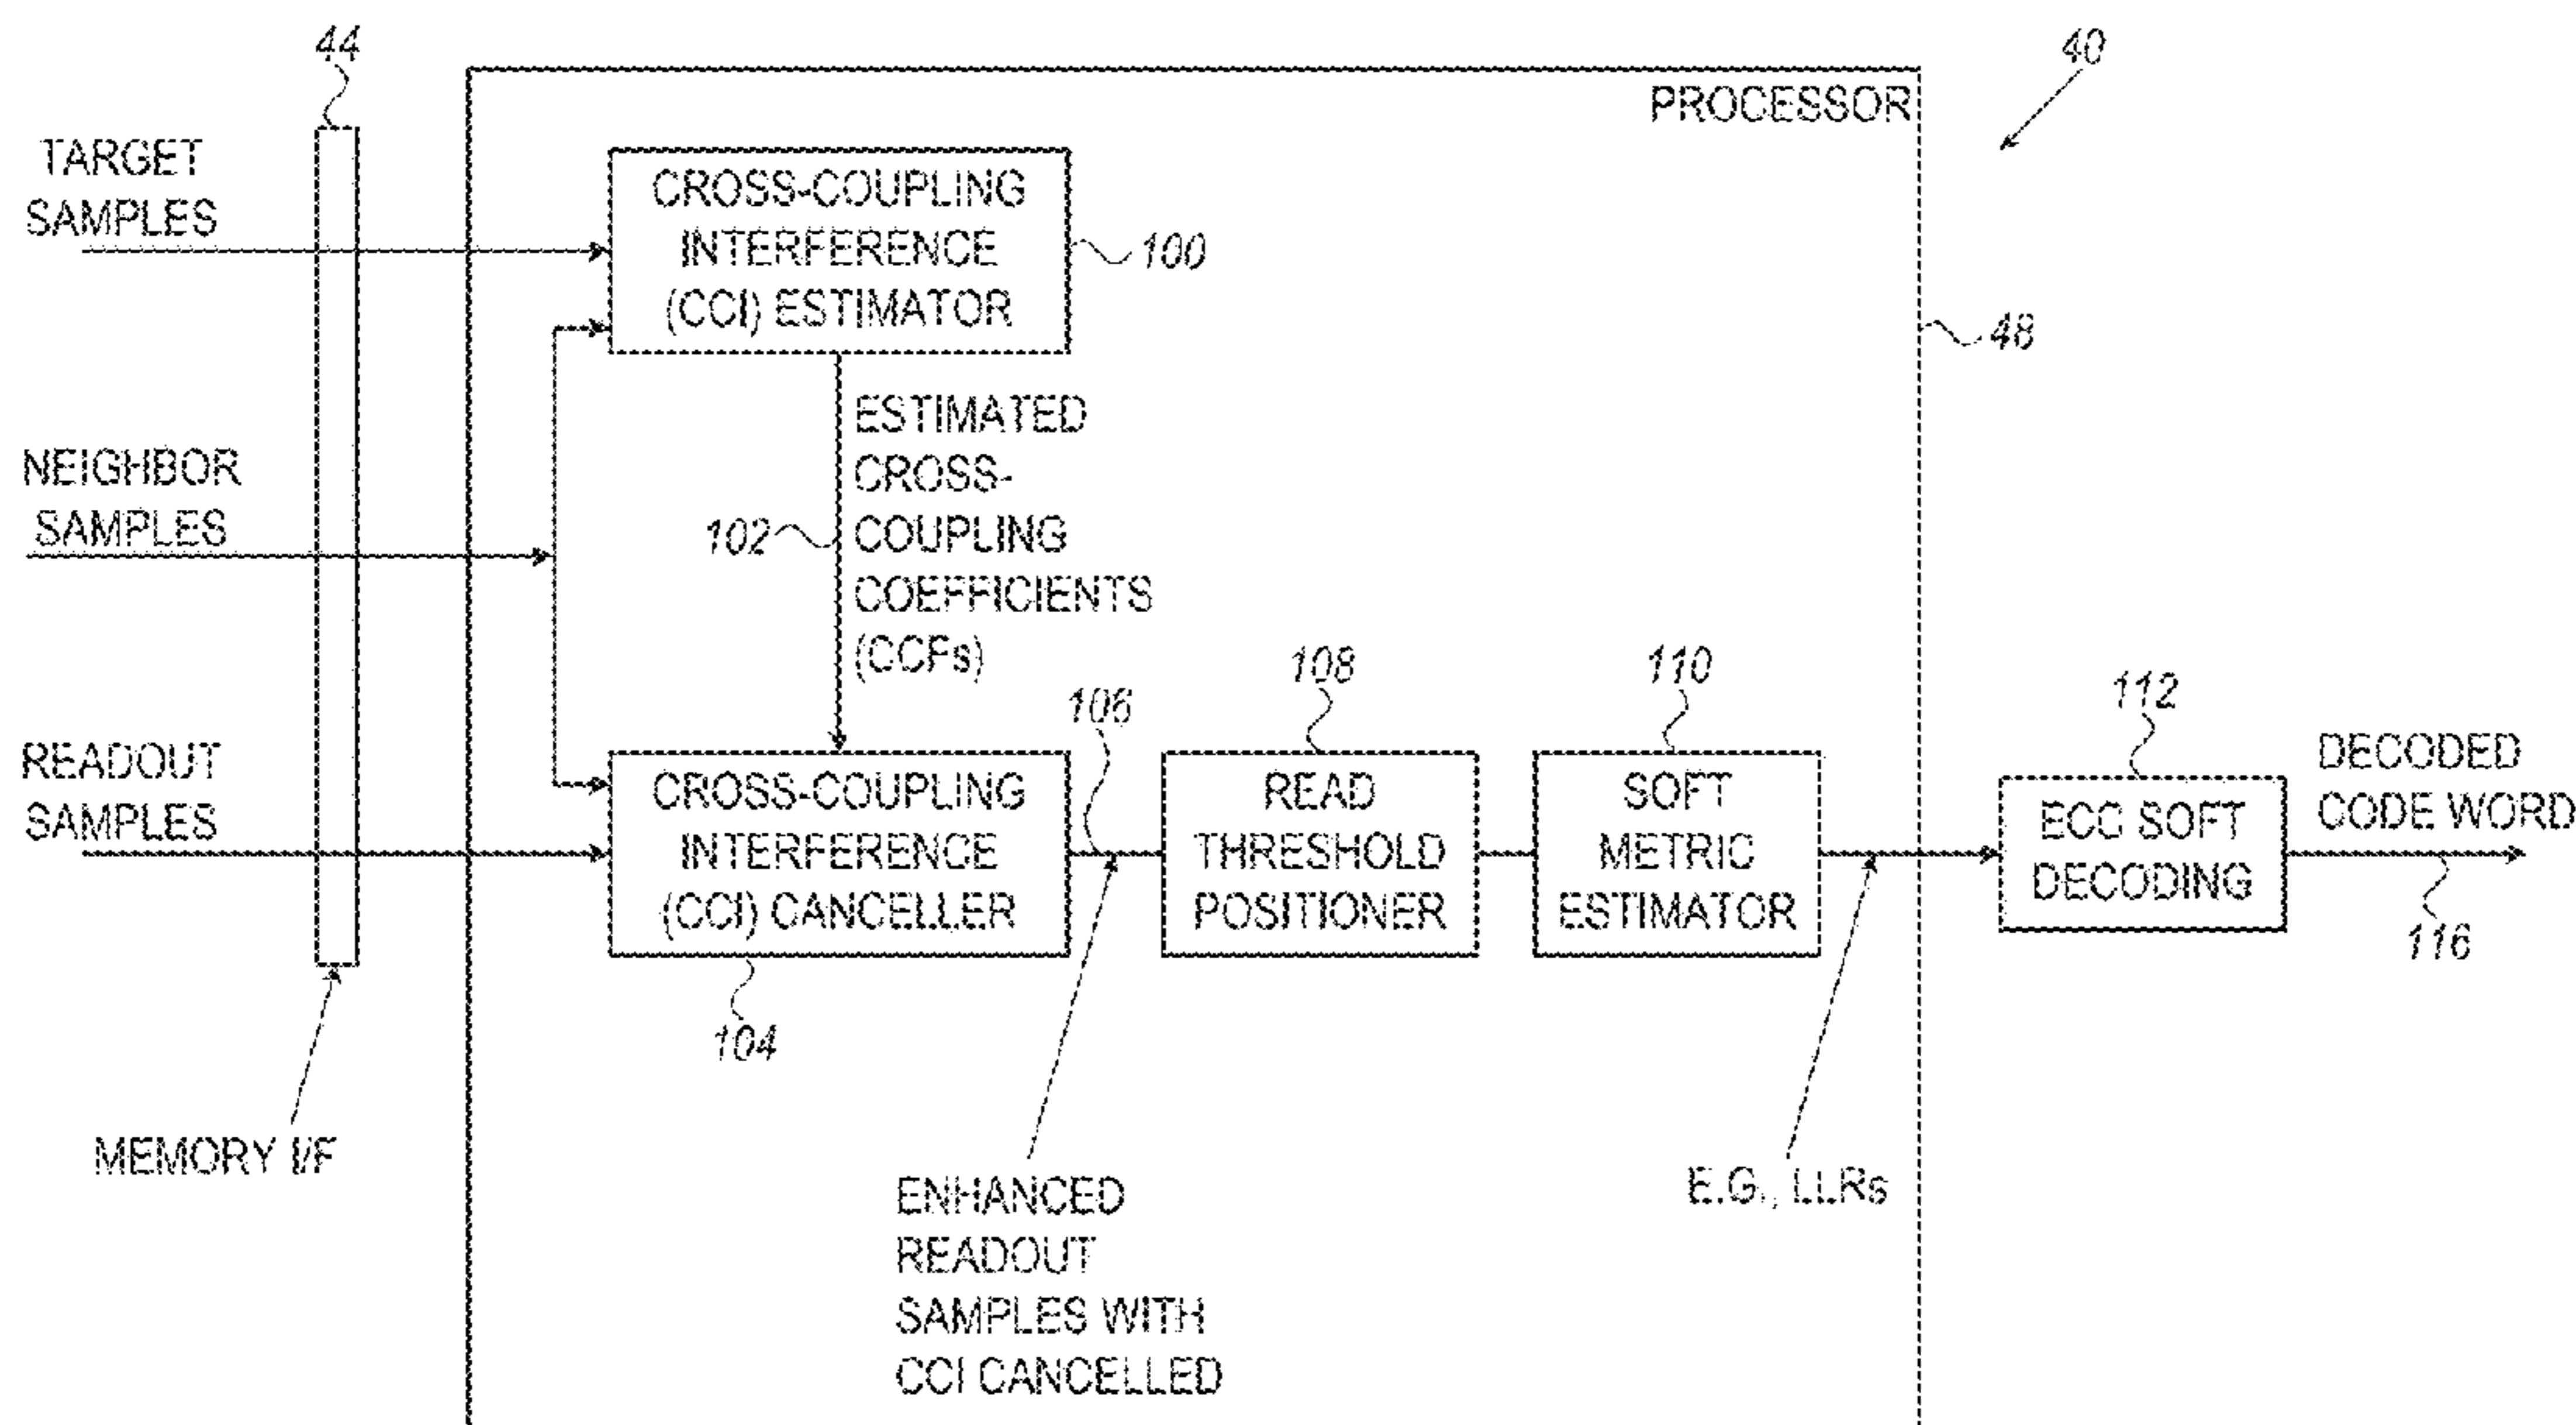 44
40
PROCESSOR
TARGET
SAMPLES
CROSS-COUPLING
INTERFERENCE
(CCI) ESTIMATOR
100
48
NEIGHBOR
SAMPLES
102
ESTIMATED
CROSS-
COUPLING
COEFFICIENTS
(CCFs)
READOUT
SAMPLES
CROSS-COUPLING
INTERFERENCE
(CCI) CANCELLER
104
106
108
READ
THRESHOLD
POSITIONER
110
SOFT
METRIC
ESTIMATOR
112
ECC SOFT
DECODING
DECODED
CODE WORD
116
MEMORY I/F
ENHANCED
READOUT
SAMPLES WITH
CCI CANCELLED
E.G., LLRs